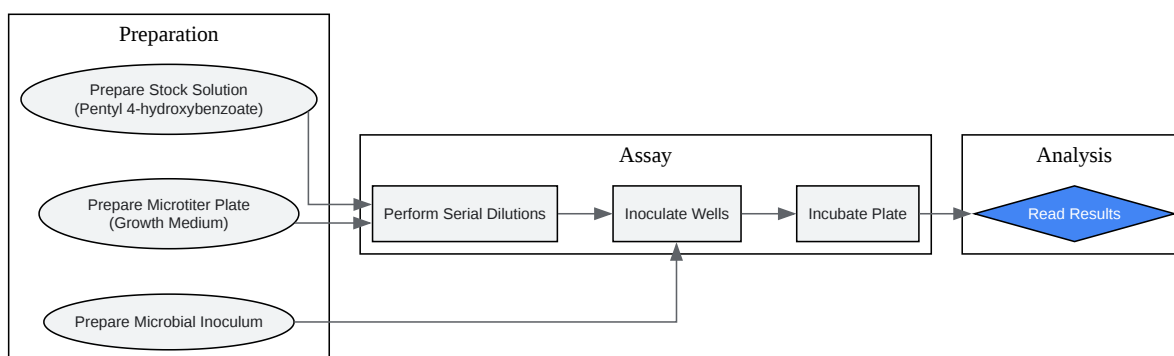 Preparation
Prepare Stock Solution
(Pentyl 4-hydroxybenzoate)
Prepare Microtiter Plate
(Growth Medium)
Prepare Microbial Inoculum
Assay
Perform Serial Dilutions
Inoculate Wells
Incubate Plate
Analysis
Read Results